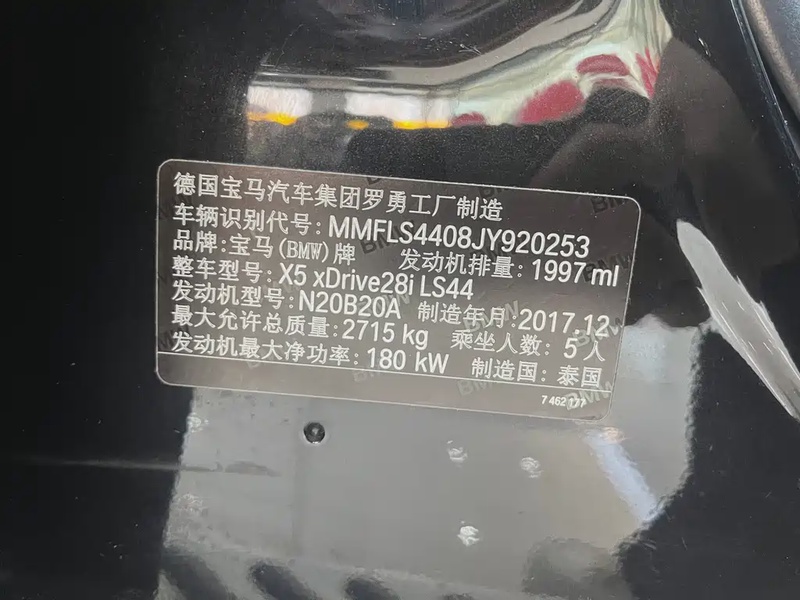 德国宝马汽车集团罗勇工厂制造
车辆识别代号: MMFLS4408JY920253
品牌: 宝马(BMW)牌 发动机排量: 1997 ml
整车型号: X5 xDrive28i LS44
发动机型号: N20B20A 制造年月: 2017.12
最大允许总质量: 2715 kg 乘坐人数: 5人
发动机最大净功率: 180 kW 制造国: 泰国
7 462 177